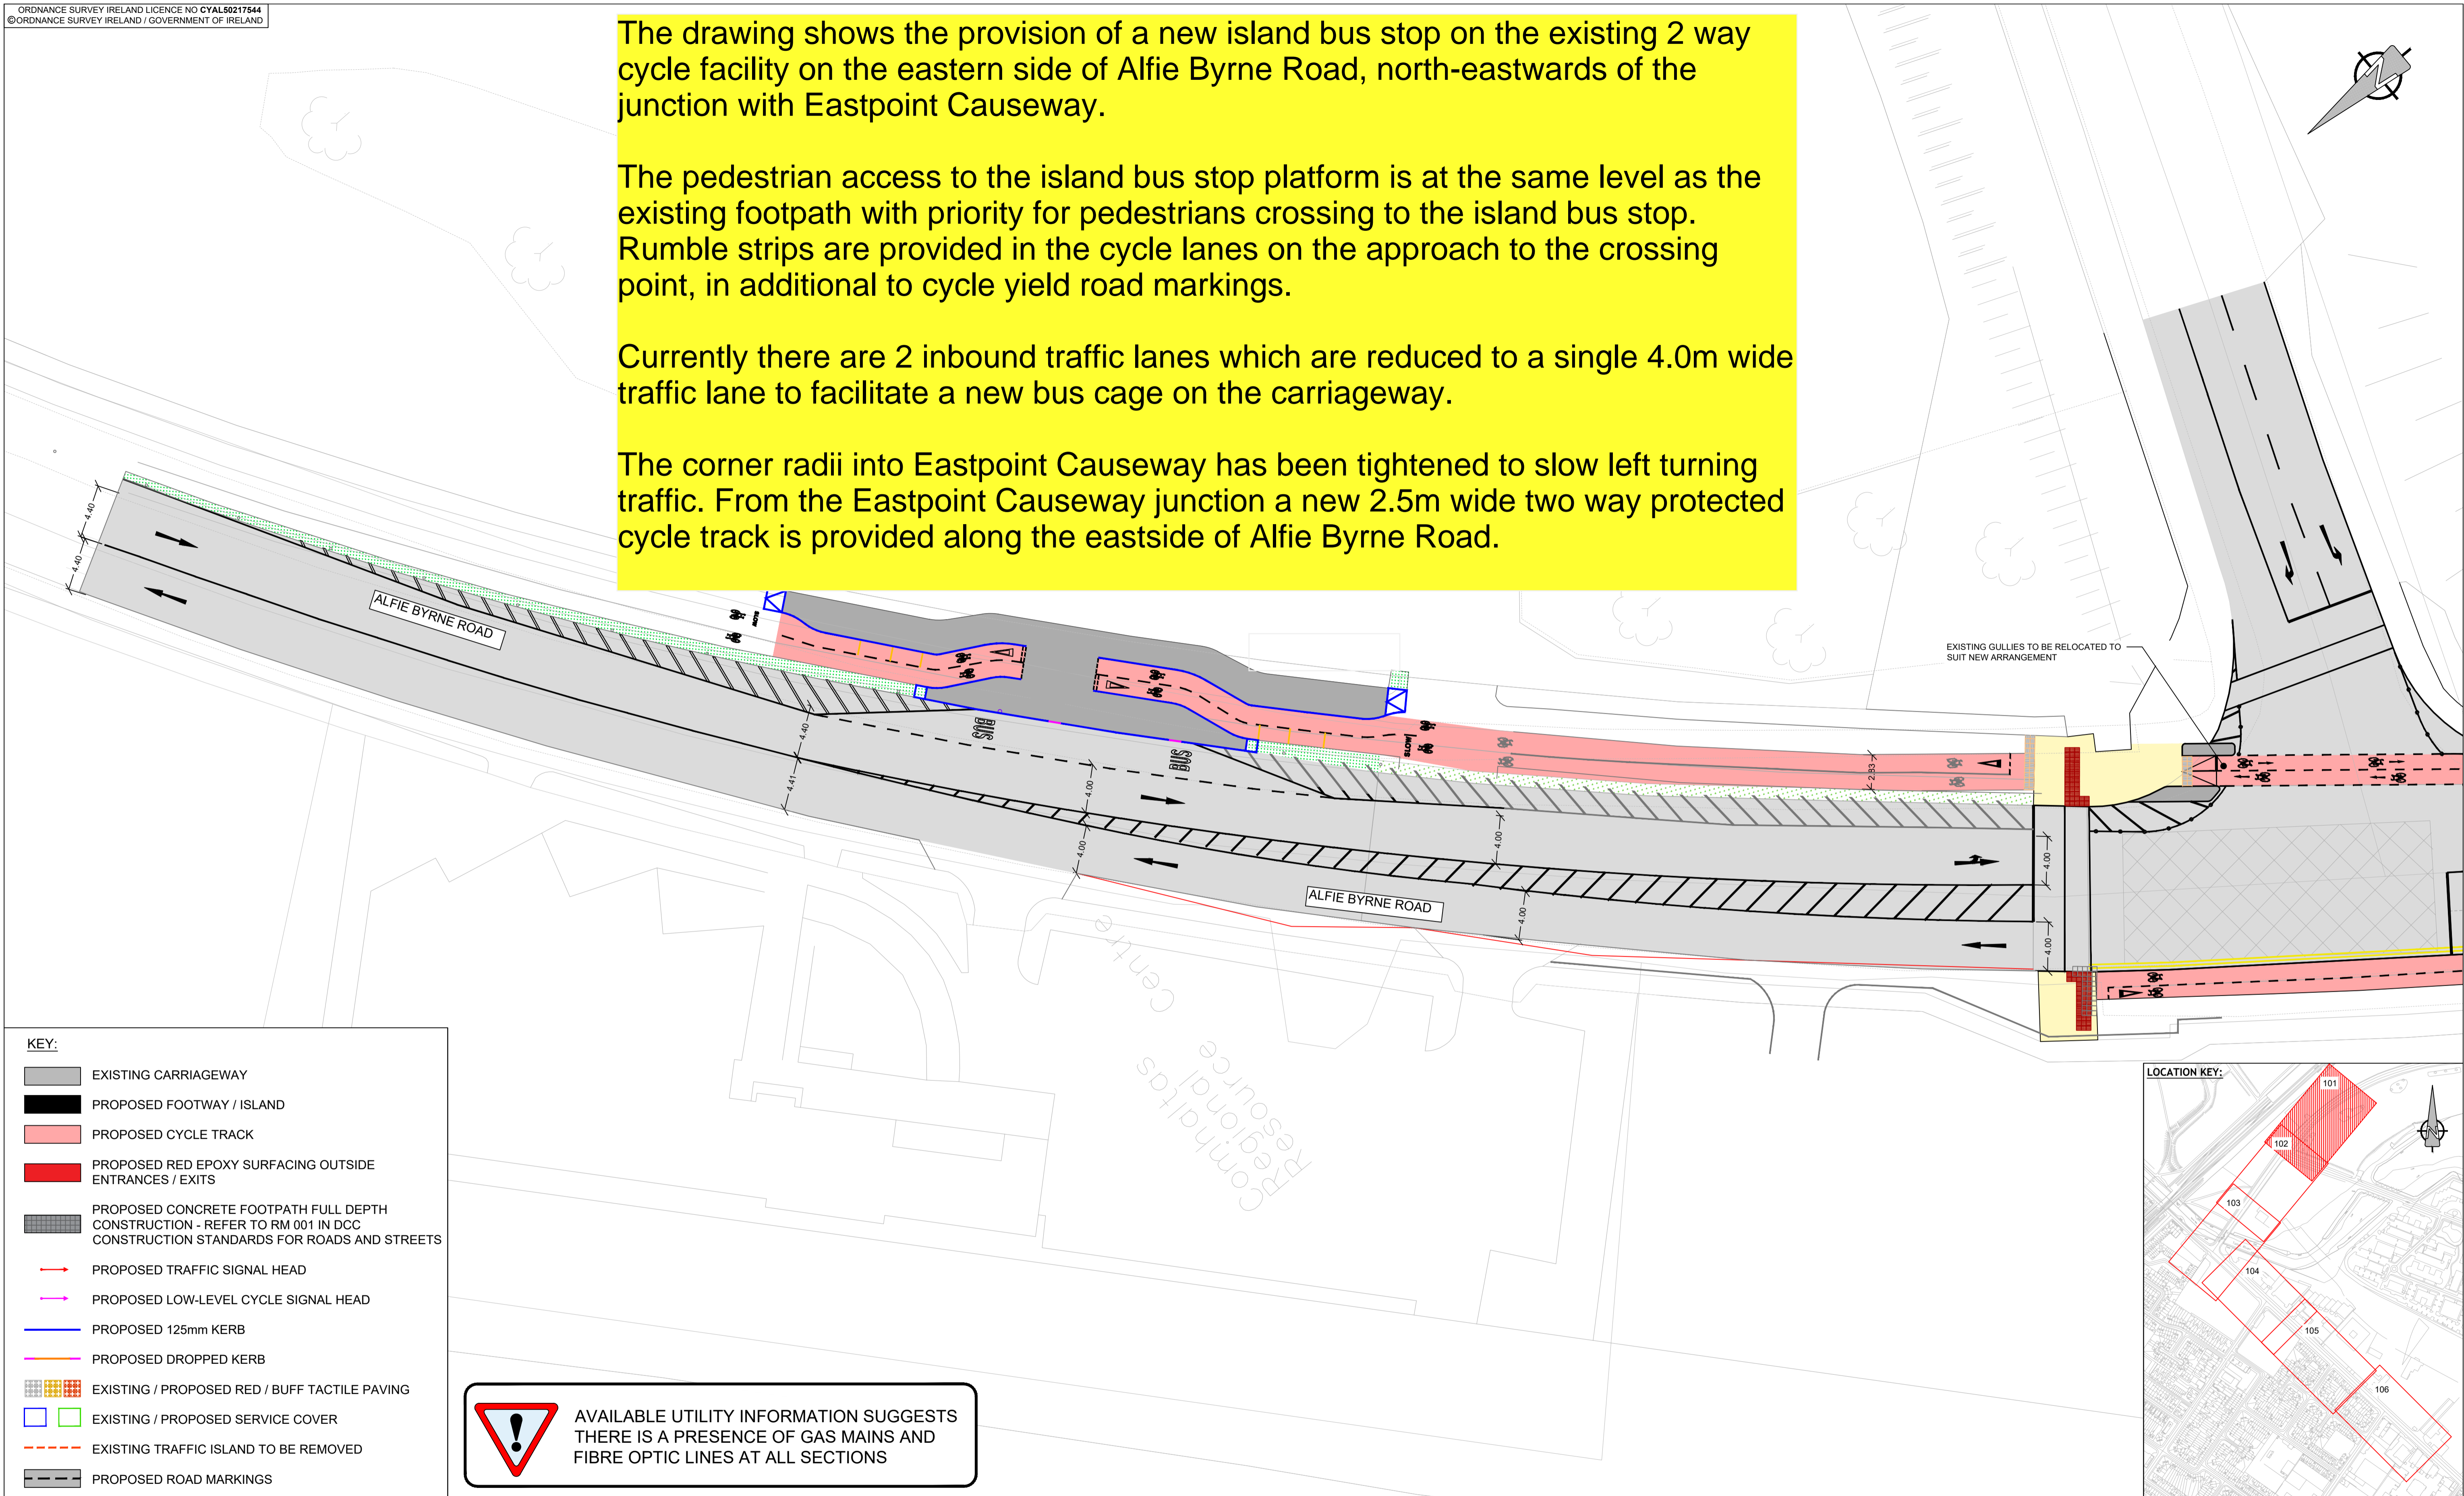 ORDNANCE SURVEY IRELAND LICENCE NO CYAL50217544
©ORDNANCE SURVEY IRELAND / GOVERNMENT OF IRELAND
The drawing shows the provision of a new island bus stop on the existing 2 way
cycle facility on the eastern side of Alfie Byrne Road, north-eastwards of the
junction with Eastpoint Causeway.
The pedestrian access to the island bus stop platform is at the same level as the
existing footpath with priority for pedestrians crossing to the island bus stop.
Rumble strips are provided in the cycle lanes on the approach to the crossing
point, in additional to cycle yield road markings.
Currently there are 2 inbound traffic lanes which are reduced to a single 4.0m wide
traffic lane to facilitate a new bus cage on the carriageway.
The corner radii into Eastpoint Causeway has been tightened to slow left turning
traffic. From the Eastpoint Causeway junction a new 2.5m wide two way protected
cycle track is provided along the eastside of Alfie Byrne Road.
N
4.40
4.40
ALFIE BYRNE ROAD
SLOW
BUS
BUS
BUS
BUS
SLOW
4.40
4.41
4.00
4.00
4.00
4.00
2.83
4.00
4.00
EXISTING GULLIES TO BE RELOCATED TO
SUIT NEW ARRANGEMENT
ALFIE BYRNE ROAD
Comhaltas
Regional
Resource
Centre
KEY:
EXISTING CARRIAGEWAY
PROPOSED FOOTWAY / ISLAND
PROPOSED CYCLE TRACK
PROPOSED RED EPOXY SURFACING OUTSIDE
ENTRANCES / EXITS
PROPOSED CONCRETE FOOTPATH FULL DEPTH
CONSTRUCTION - REFER TO RM 001 IN DCC
CONSTRUCTION STANDARDS FOR ROADS AND STREETS
PROPOSED TRAFFIC SIGNAL HEAD
PROPOSED LOW-LEVEL CYCLE SIGNAL HEAD
PROPOSED 125mm KERB
PROPOSED DROPPED KERB
EXISTING / PROPOSED RED / BUFF TACTILE PAVING
EXISTING / PROPOSED SERVICE COVER
EXISTING TRAFFIC ISLAND TO BE REMOVED
PROPOSED ROAD MARKINGS
AVAILABLE UTILITY INFORMATION SUGGESTS
THERE IS A PRESENCE OF GAS MAINS AND
FIBRE OPTIC LINES AT ALL SECTIONS
LOCATION KEY:
N
101
102
103
104
105
106